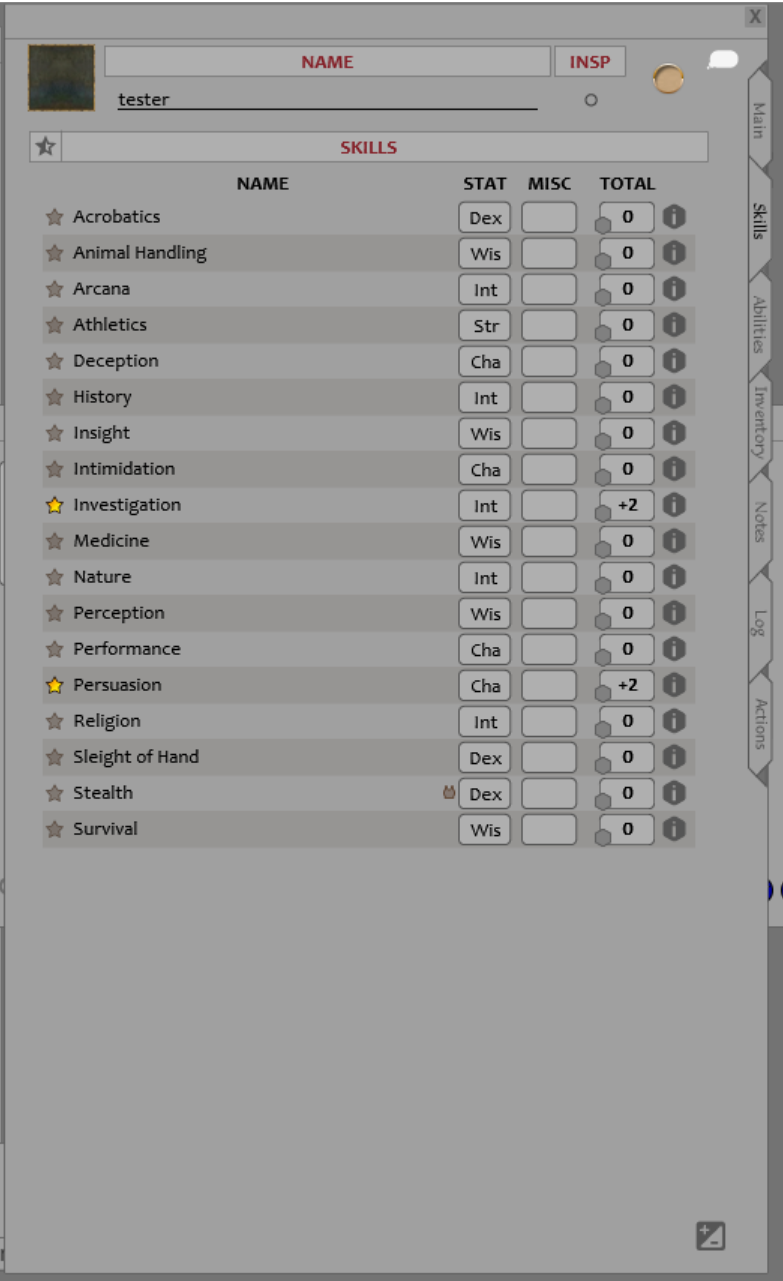 X
NAME INSP
tester
SKILLS
NAME STAT MISC TOTAL
Acrobatics Dex 0 i
Animal Handling Wis 0 i
Arcana Int 0 i
Athletics Str 0 i
Deception Cha 0 i
History Int 0 i
Insight Wis 0 i
Intimidation Cha 0 i
Investigation Int +2 i
Medicine Wis 0 i
Nature Int 0 i
Perception Wis 0 i
Performance Cha 0 i
Persuasion Cha +2 i
Religion Int 0 i
Sleight of Hand Dex 0 i
Stealth Dex 0 i
Survival Wis 0 i
Main
Skills
Abilities
Inventory
Notes
Log
Actions